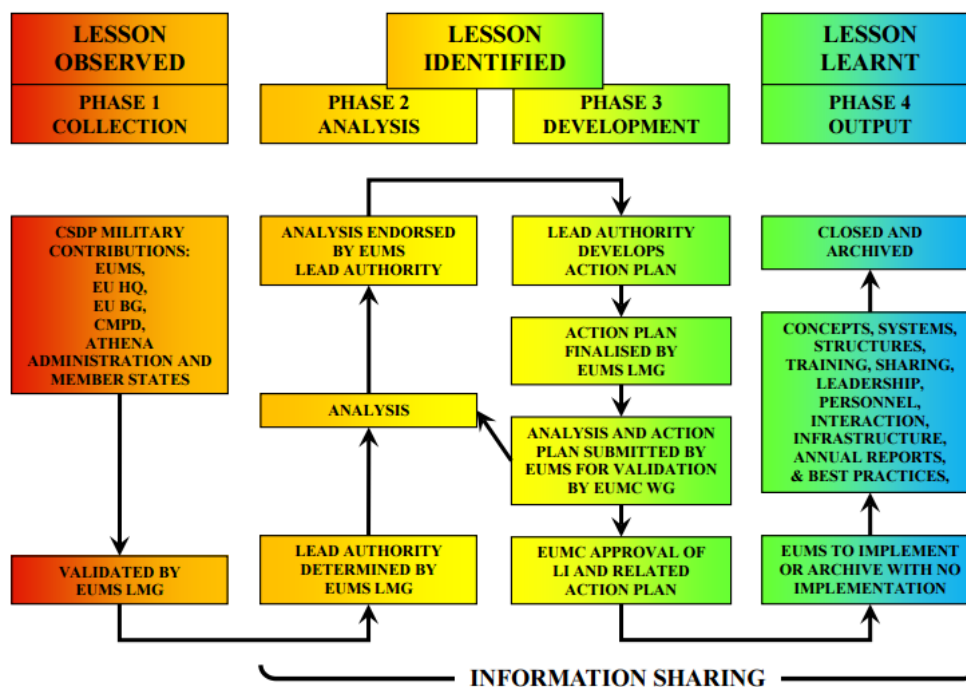 LESSON
OBSERVED
PHASE 1
COLLECTION
LESSON
IDENTIFIED
PHASE 2
ANALYSIS
PHASE 3
DEVELOPMENT
LESSON
LEARNT
PHASE 4
OUTPUT
CSDP MILITARY
CONTRIBUTIONS:
EUMS,
EU HQ,
EU BG,
CMPD,
ATHENA
ADMINISTRATION AND
MEMBER STATES
VALIDATED BY
EUMS LMG
ANALYSIS ENDORSED
BY EUMS
LEAD AUTHORITY
ANALYSIS
LEAD AUTHORITY
DETERMINED BY
EUMS LMG
LEAD AUTHORITY
DEVELOPS
ACTION PLAN
ACTION PLAN
FINALISED BY
EUMS LMG
ANALYSIS AND ACTION
PLAN SUBMITTED BY
EUMS FOR VALIDATION
BY EUMC WG
EUMC APPROVAL OF
LI AND RELATED
ACTION PLAN
CLOSED AND
ARCHIVED
CONCEPTS, SYSTEMS,
STRUCTURES,
TRAINING, SHARING,
LEADERSHIP,
PERSONNEL,
INTERACTION,
INFRASTRUCTURE,
ANNUAL REPORTS,
& BEST PRACTICES,
EUMS TO IMPLEMENT
OR ARCHIVE WITH NO
IMPLEMENTATION
INFORMATION SHARING